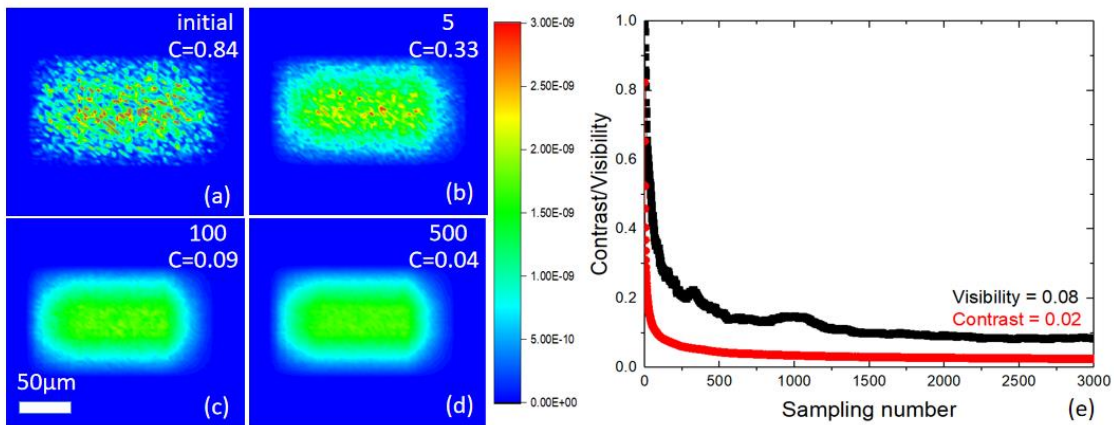 initial
C=0.84
(a)
5
C=0.33
(b)
100
C=0.09
50μm
(c)
500
C=0.04
(d)
3.00E-09
2.50E-09
2.00E-09
1.50E-09
1.00E-09
5.00E-10
0.00E+00
Contrast/Visibility
1.0
0.8
0.6
0.4
0.2
0.0
Visibility = 0.08
Contrast = 0.02
0 500 1000 1500 2000 2500 3000
Sampling number
(e)